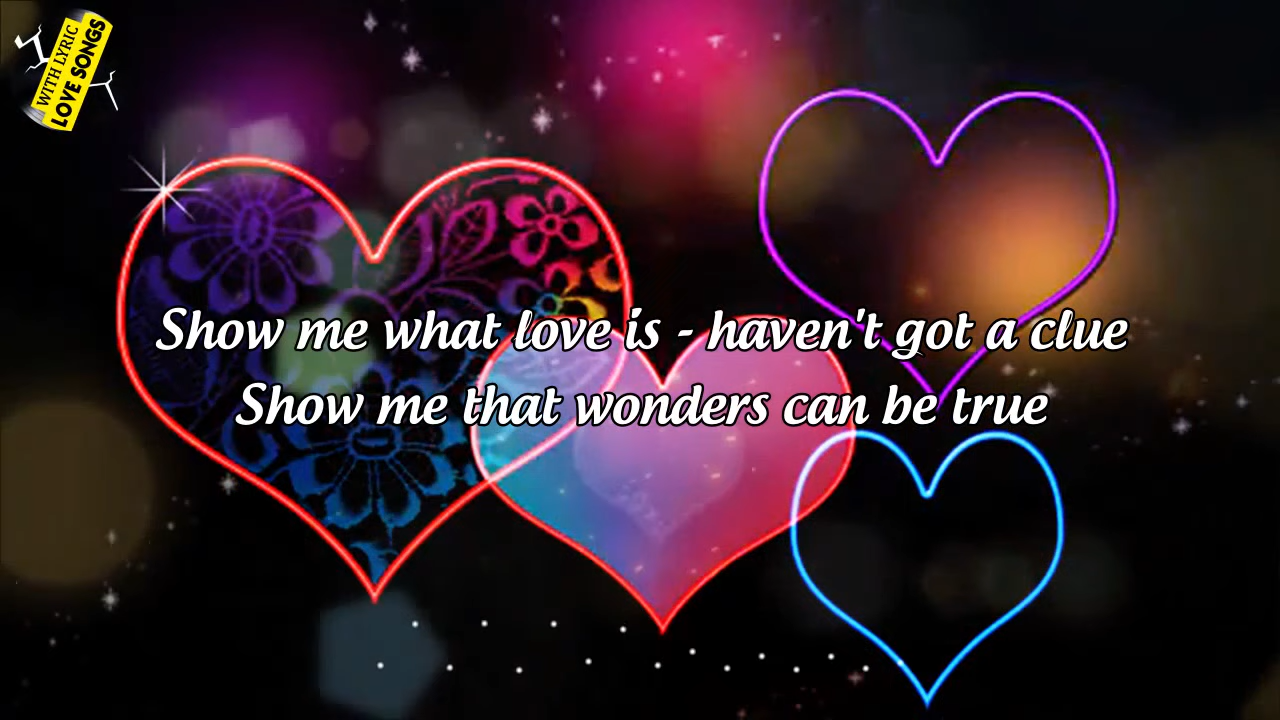 WITH LYRIC
LOVE SONGS
Show me what love is - haven't got a clue
Show me that wonders can be true